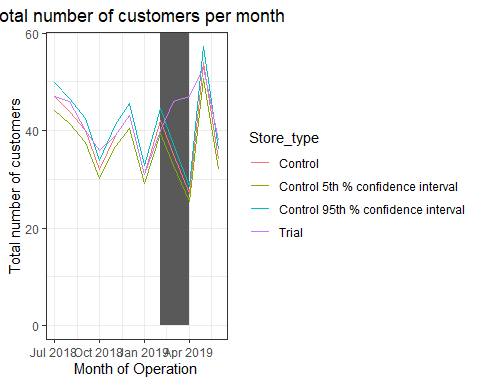 otal number of customers per month
60
40
20
0
Total number of customers
Jul 2018 Oct 2018 Jan 2019 Apr 2019
Month of Operation
Store_type
Control
Control 5th % confidence interval
Control 95th % confidence interval
Trial